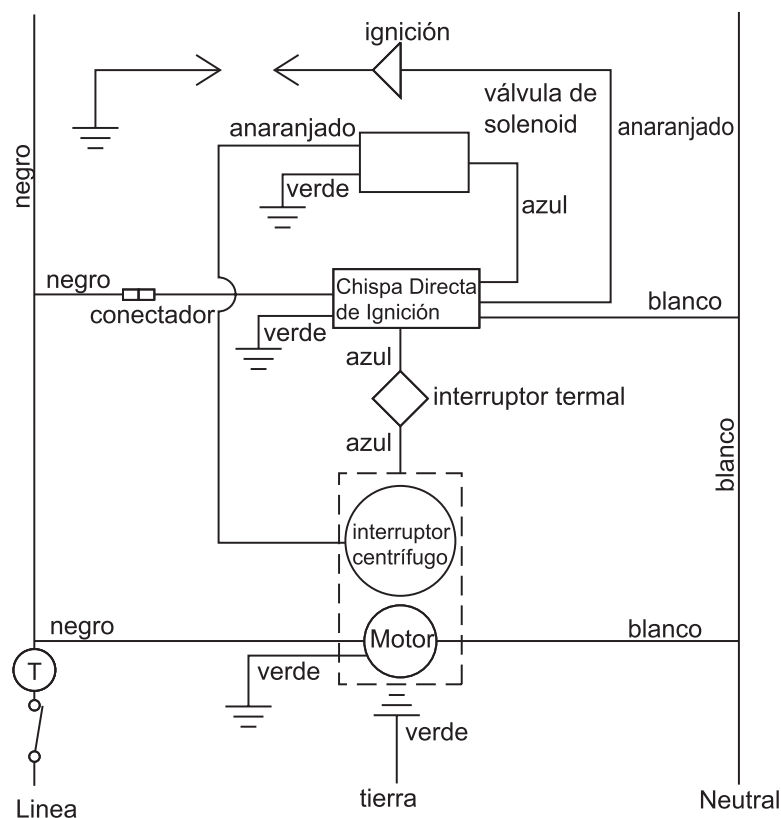 ignición
válvula de
solenoid
anaranjado
anaranjado
negro
verde
azul
negro
conectador
Chispa Directa
de Ignición
blanco
verde
azul
interruptor termal
azul
blanco
interruptor
centrífugo
negro
Motor
blanco
T
verde
verde
Linea
tierra
Neutral